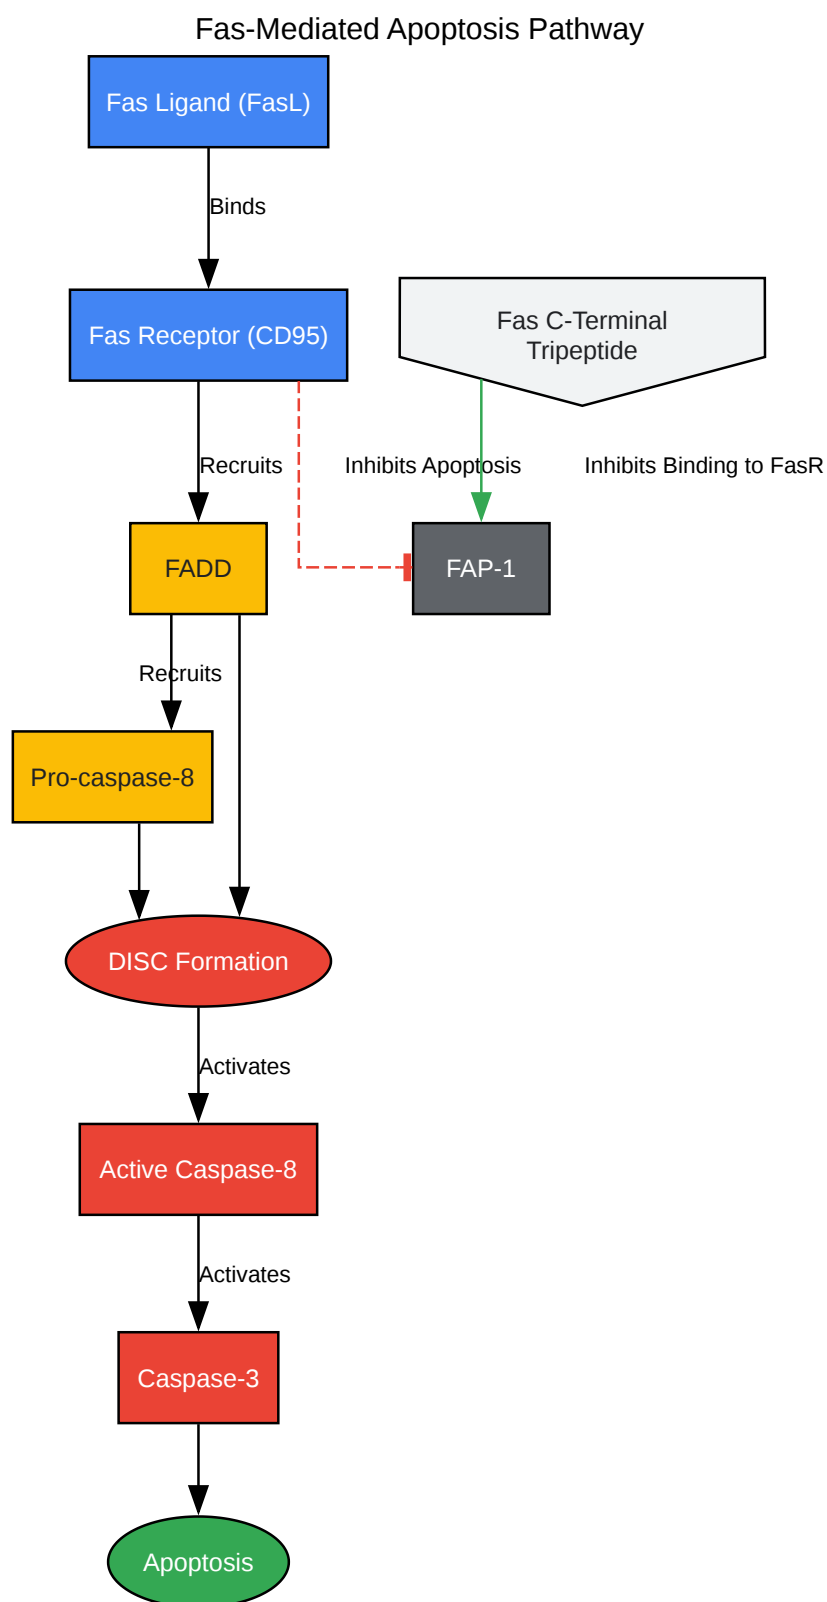 Fas-Mediated Apoptosis Pathway
Fas Ligand (FasL)
Binds
Fas Receptor (CD95)
Fas C-Terminal
Tripeptide
Recruits
Inhibits Apoptosis
Inhibits Binding to FasR
FADD
FAP-1
Recruits
Pro-caspase-8
DISC Formation
Activates
Active Caspase-8
Activates
Caspase-3
Apoptosis